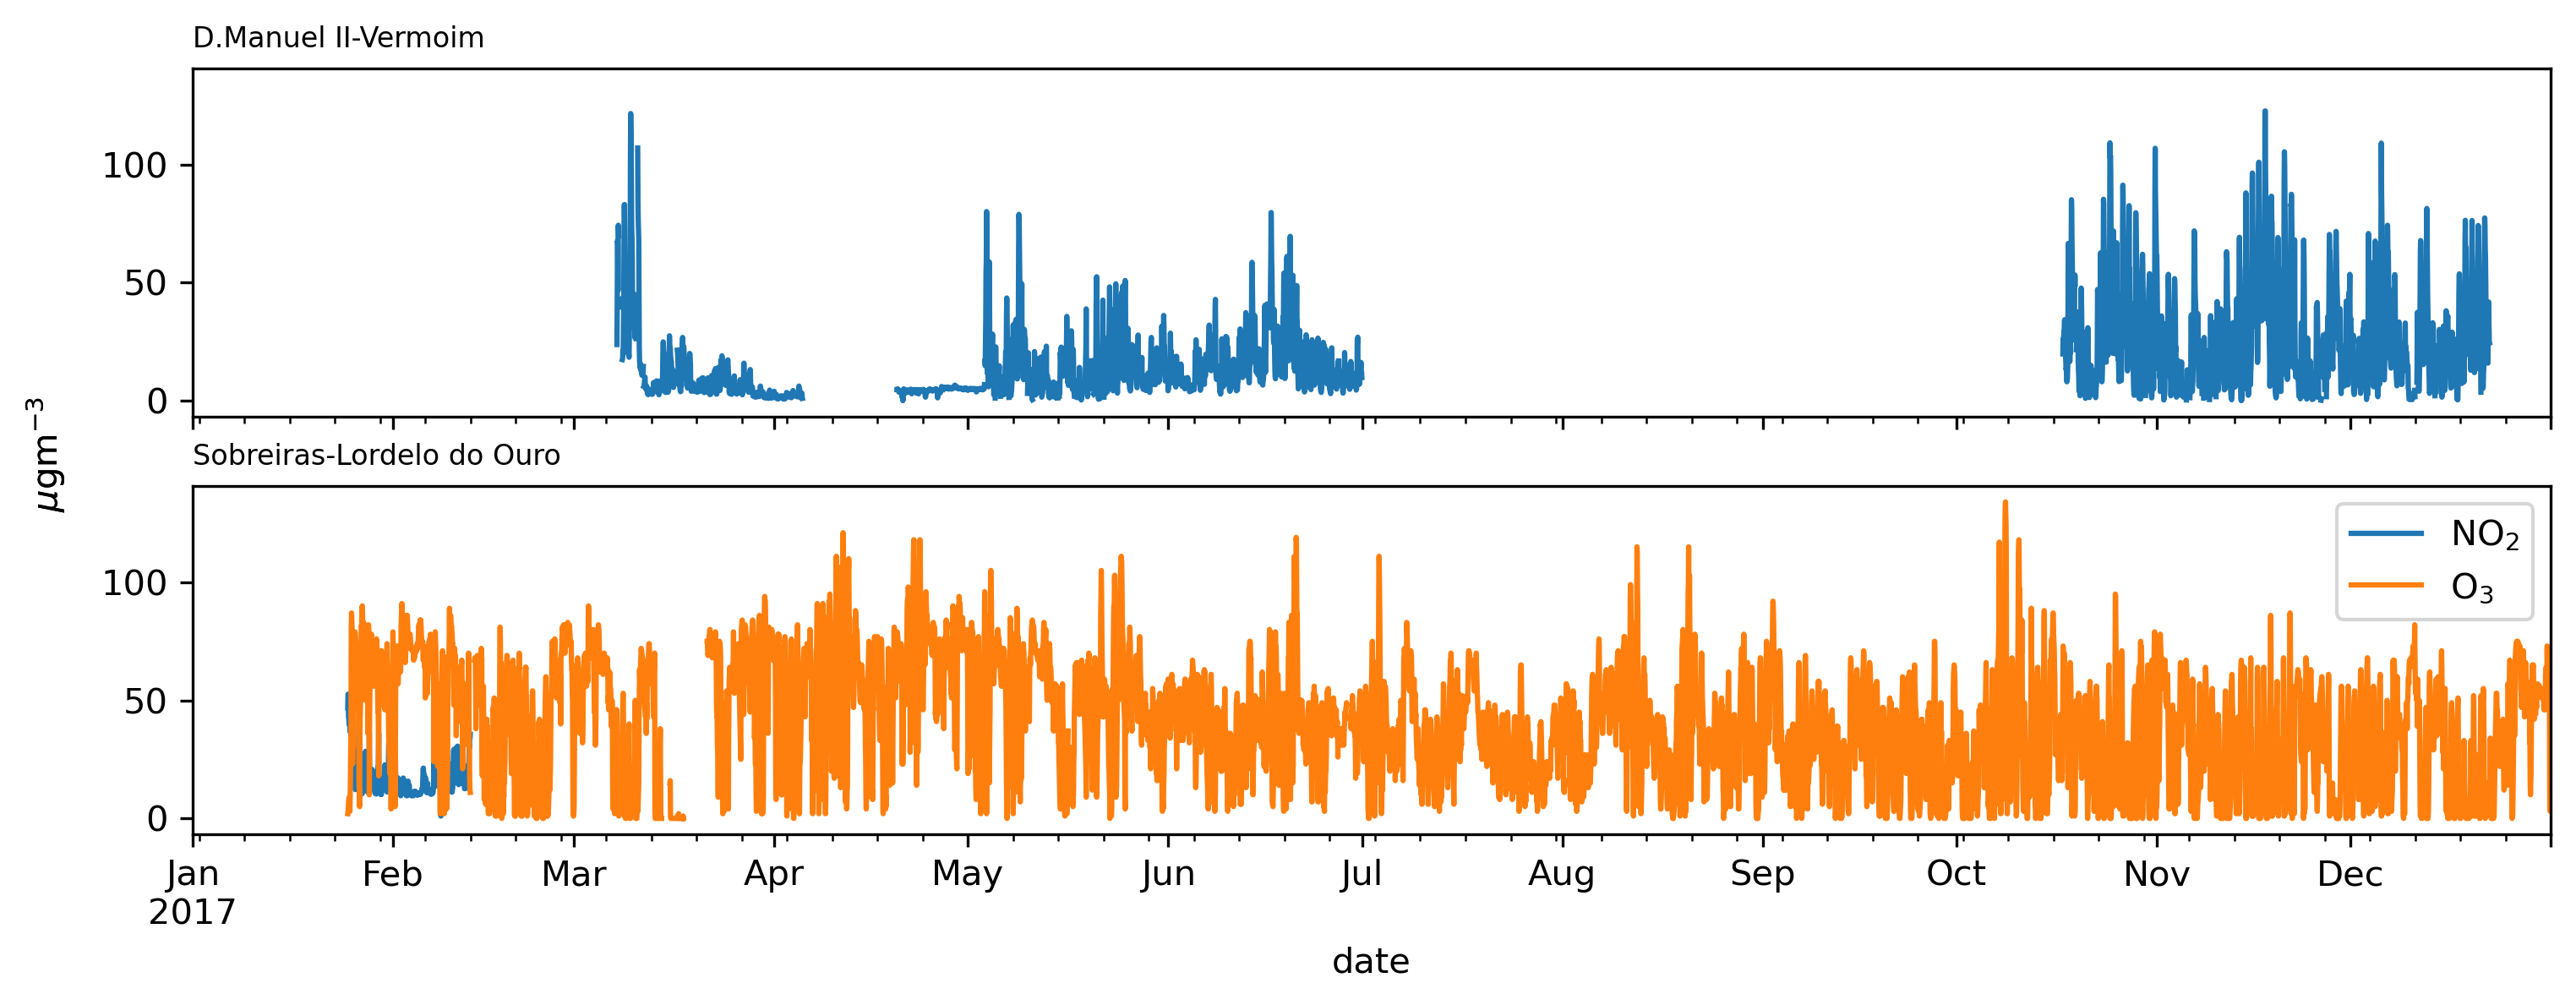 D.Manuel II-Vermoim
100
50
0
μgm⁻³
Sobreiras-Lordelo do Ouro
NO₂
O₃
100
50
0
Jan Feb Mar Apr May Jun Jul Aug Sep Oct Nov Dec
2017
date